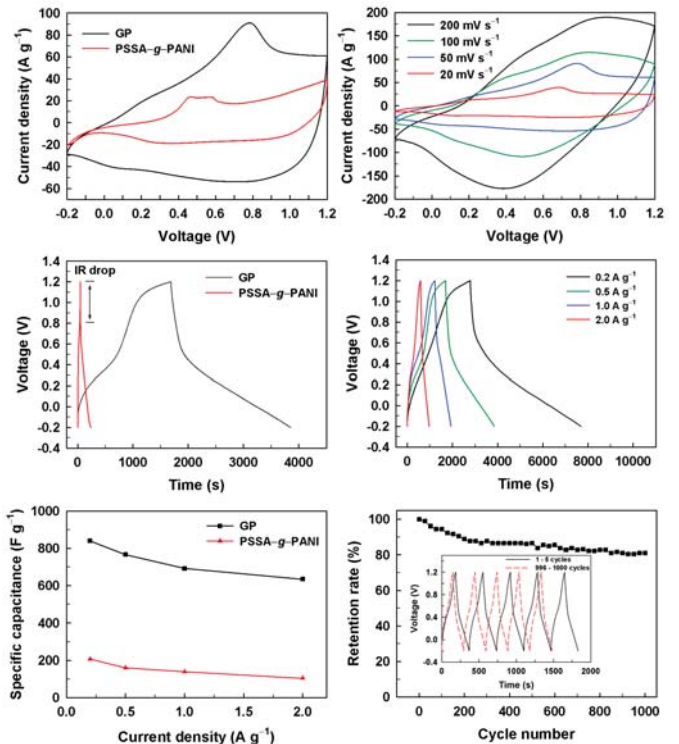 100
80
60
40
20
0
-20
-40
-60
Current density (A g⁻¹)
GP
PSSA-g-PANI
-0.2 0.0 0.2 0.4 0.6 0.8 1.0 1.2
Voltage (V)
200
150
100
50
0
-50
-100
-150
-200
Current density (A g⁻¹)
200 mV s⁻¹
100 mV s⁻¹
50 mV s⁻¹
20 mV s⁻¹
-0.2 0.0 0.2 0.4 0.6 0.8 1.0 1.2
Voltage (V)
1.4
1.2
1.0
0.8
0.6
0.4
0.2
0.0
-0.2
-0.4
Voltage (V)
IR drop
GP
PSSA-g-PANI
0 1000 2000 3000 4000
Time (s)
1.4
1.2
1.0
0.8
0.6
0.4
0.2
0.0
-0.2
-0.4
Voltage (V)
0.2 A g⁻¹
0.5 A g⁻¹
1.0 A g⁻¹
2.0 A g⁻¹
0 2000 4000 6000 8000 10000
Time (s)
1000
800
600
400
200
0
Specific capacitance (F g⁻¹)
GP
PSSA-g-PANI
0.0 0.5 1.0 1.5 2.0
Current density (A g⁻¹)
100
80
60
40
20
0
Retention rate (%)
1.2
0.8
0.4
0.0
-0.4
Voltage (V)
996 - 1000 cycles
0 500 1000 1500 2000
Time (s)
0 200 400 600 800 1000
Cycle number